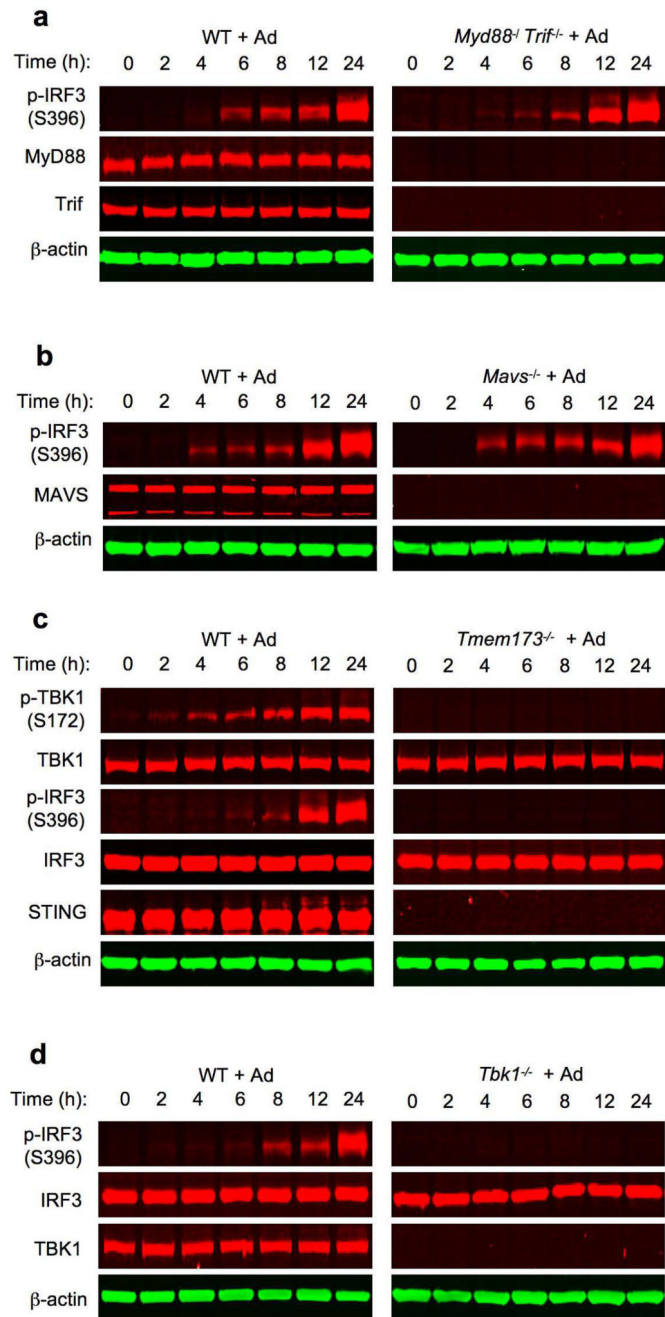 a
WT + Ad
Myd88-/ Trif-/- + Ad
Time (h): 0 2 4 6 8 12 24 0 2 4 6 8 12 24
p-IRF3
(S396)
MyD88
Trif
β-actin
b
WT + Ad
Mavs-/- + Ad
Time (h): 0 2 4 6 8 12 24 0 2 4 6 8 12 24
p-IRF3
(S396)
MAVS
β-actin
c
WT + Ad
Tmem173-/- + Ad
Time (h): 0 2 4 6 8 12 24 0 2 4 6 8 12 24
p-TBK1
(S172)
TBK1
p-IRF3
(S396)
IRF3
STING
β-actin
d
WT + Ad
Tbk1-/- + Ad
Time (h): 0 2 4 6 8 12 24 0 2 4 6 8 12 24
p-IRF3
(S396)
IRF3
TBK1
β-actin